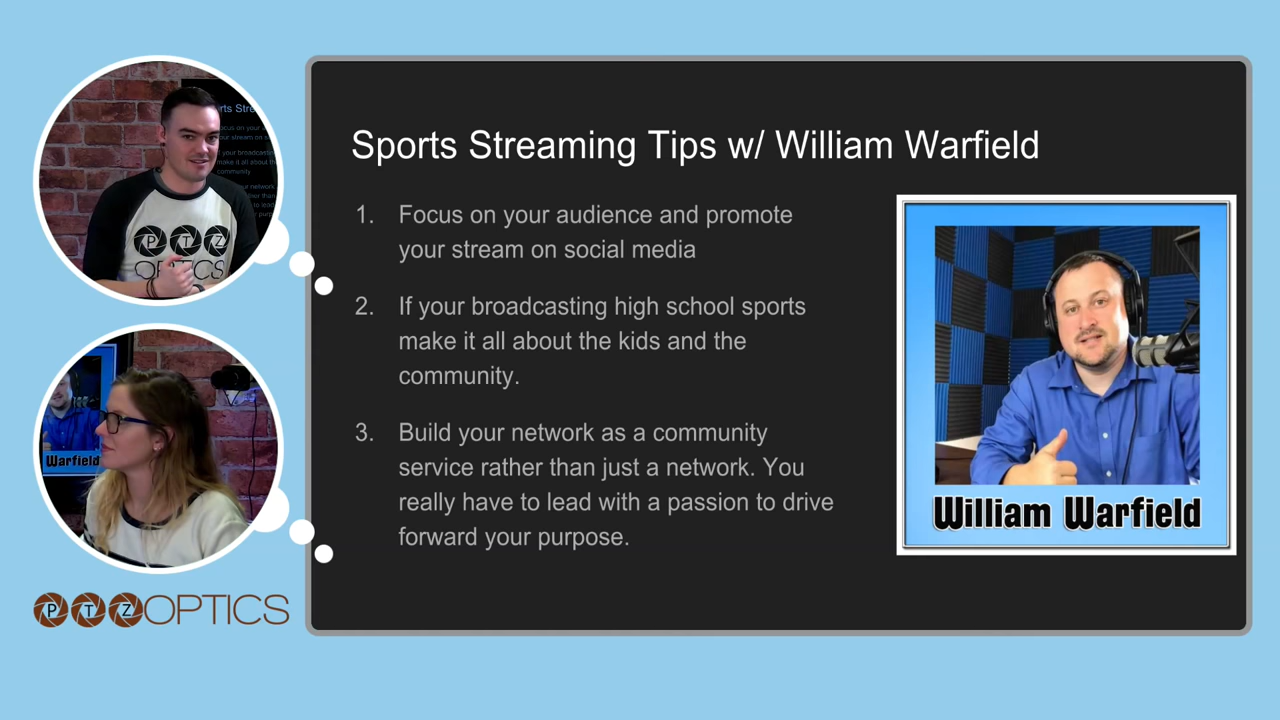 Sports Streaming Tips w/ William Warfield
1. Focus on your audience and promote
your stream on social media
2. If your broadcasting high school sports
make it all about the kids and the
community.
3. Build your network as a community
service rather than just a network. You
really have to lead with a passion to drive
forward your purpose.
William Warfield
PTZ
OPTICS
Warfield
PTZOPTICS